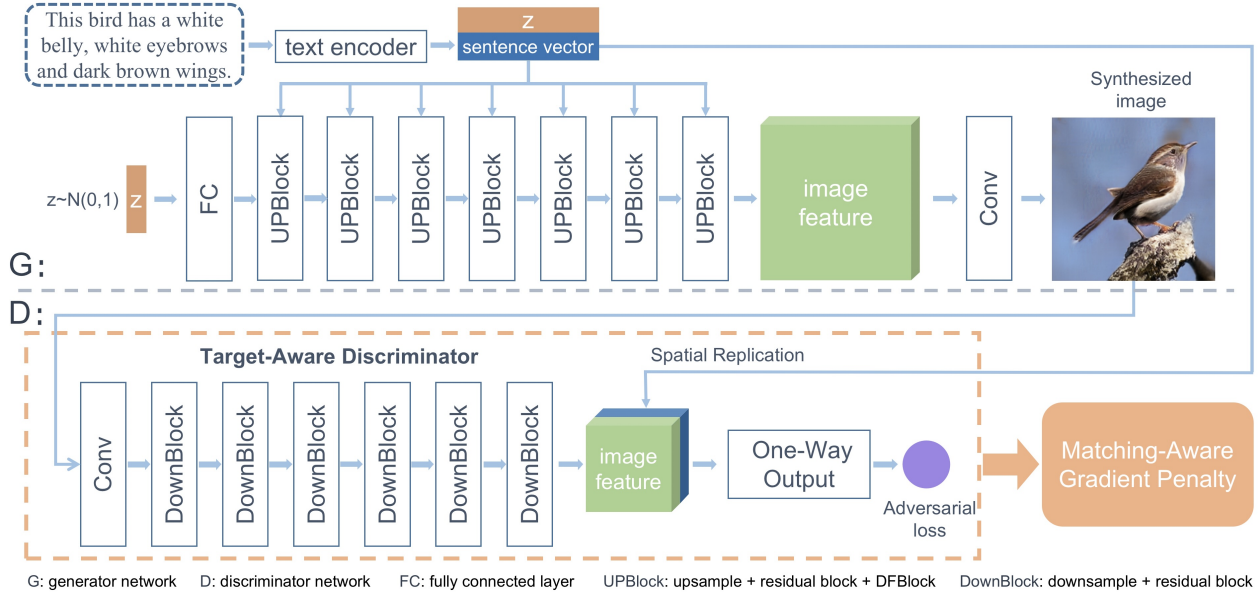 This bird has a white
belly, white eyebrows
and dark brown wings.
text encoder
z
sentence vector
Synthesized
image
z~N(0,1)
z
FC
UPBlock
UPBlock
UPBlock
UPBlock
UPBlock
UPBlock
UPBlock
image
feature
Conv
G:
D:
Target-Aware Discriminator
Spatial Replication
Conv
DownBlock
DownBlock
DownBlock
DownBlock
DownBlock
DownBlock
image
feature
One-Way
Output
Adversarial
loss
Matching-Aware
Gradient Penalty
G: generator network D: discriminator network FC: fully connected layer UPBlock: upsample + residual block + DFBlock DownBlock: downsample + residual block